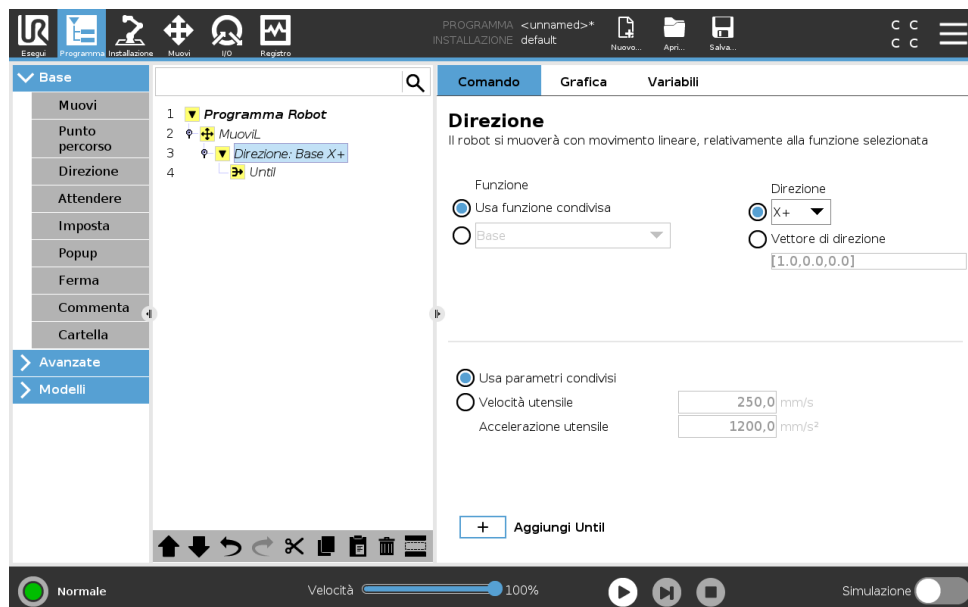 PROGRAMMA <unnamed>*
INSTALLAZIONE default
UR
Esegui
Programma
Installazione
Muovi
I/O
Registro
Nuovo...
Apri...
Salva...
C C
C C
Base
Muovi
Punto
percorso
Direzione
Attendere
Imposta
Popup
Ferma
Commenta
Cartella
Avanzate
Modelli
1 Programma Robot
2 MuoviL
3 Direzione: Base X+
4 Until
Comando Grafica Variabili
Direzione
Il robot si muoverà con movimento lineare, relativamente alla funzione selezionata
Funzione
Usa funzione condivisa
Base
Direzione
X+
Vettore di direzione
[1.0,0.0,0.0]
Usa parametri condivisi
Velocità utensile 250,0 mm/s
Accelerazione utensile 1200,0 mm/s²
+ Aggiungi Until
Normale
Velocità 100%
Simulazione